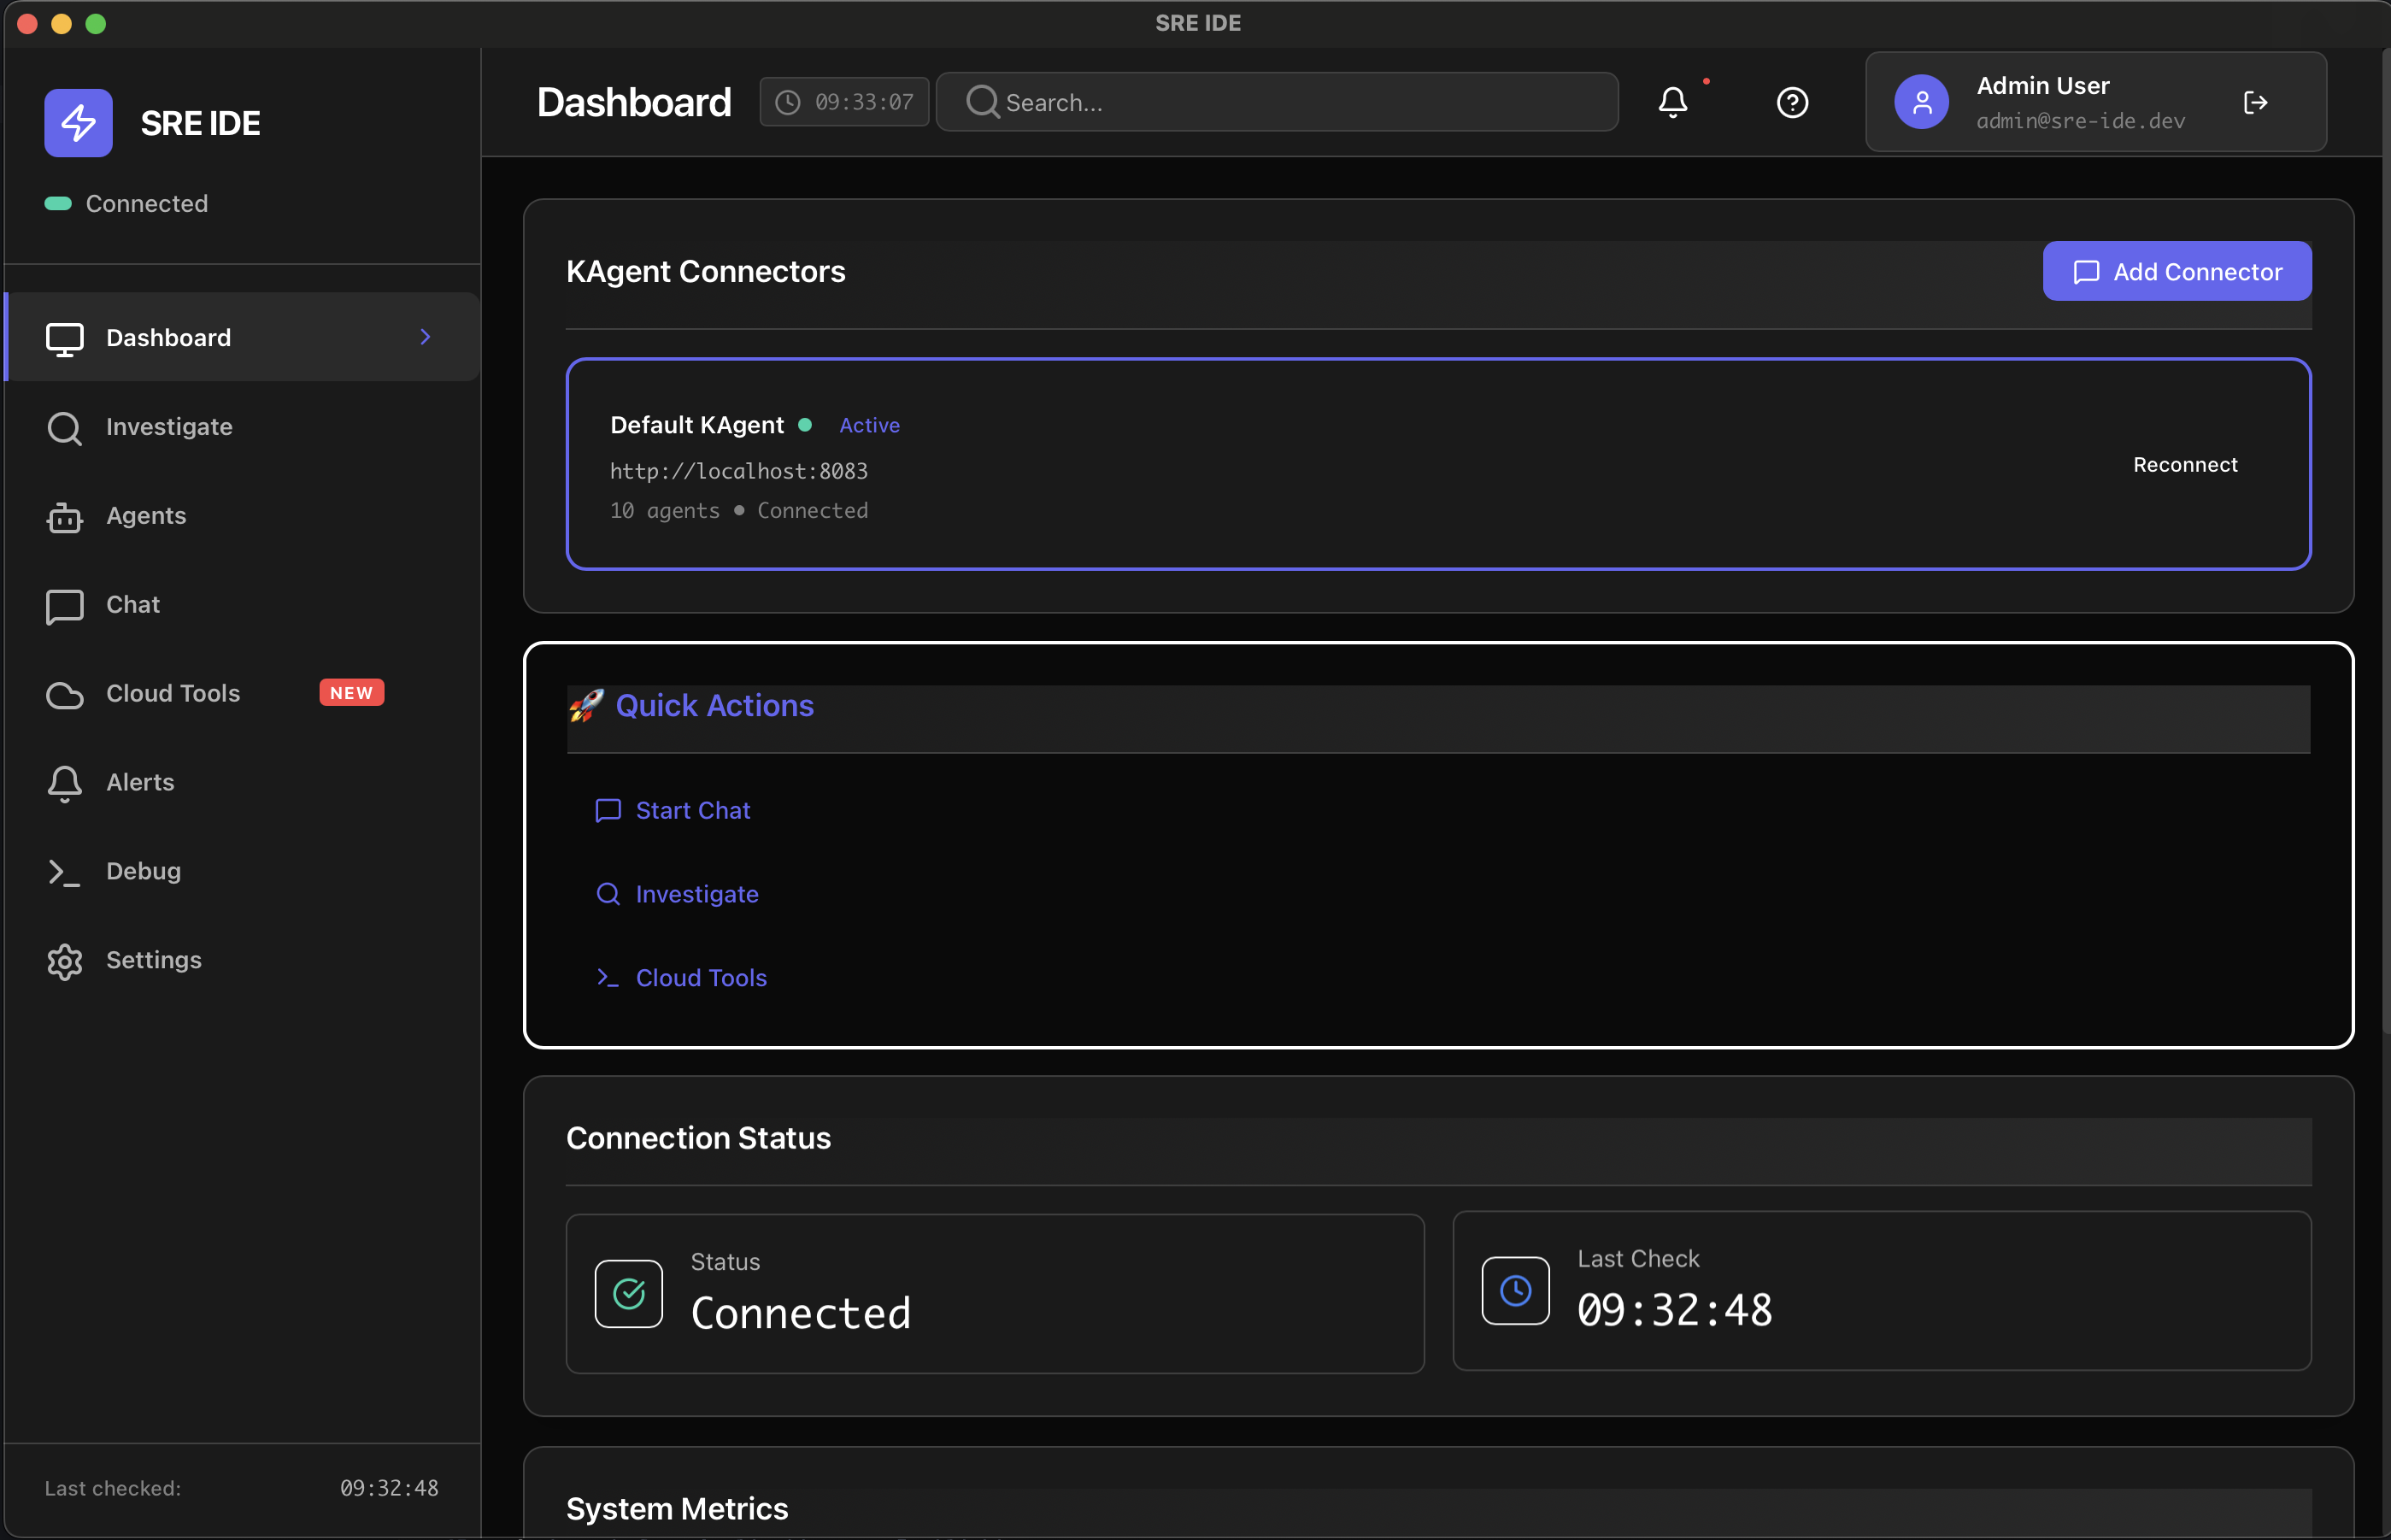 SRE IDE
SRE IDE
Connected
Dashboard
Investigate
Agents
Chat
Cloud Tools NEW
Alerts
Debug
Settings
Last checked: 09:32:48
Dashboard 09:33:07 Search...
Admin User
admin@sre-ide.dev
KAgent Connectors Add Connector
Default KAgent Active
http://localhost:8083
10 agents ● Connected
Reconnect
🚀 Quick Actions
Start Chat
Investigate
Cloud Tools
Connection Status
Status
Connected
Last Check
09:32:48
System Metrics